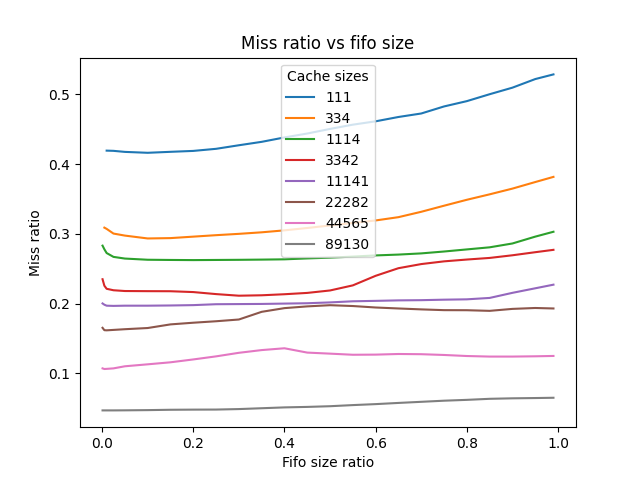 Miss ratio vs fifo size
Cache sizes
111
334
1114
3342
11141
22282
44565
89130
0.5
0.4
0.3
0.2
0.1
Miss ratio
0.0 0.2 0.4 0.6 0.8 1.0
Fifo size ratio